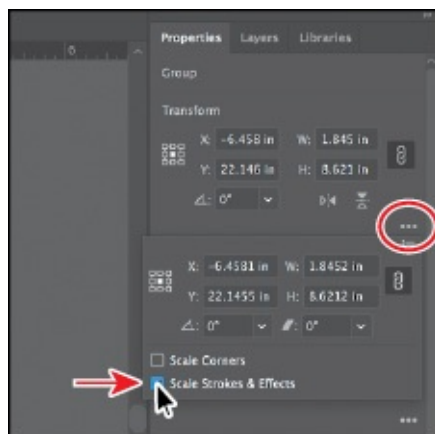 Properties Layers Libraries
6
Group
Transform
X: -6.458 in W: 1.845 in
Y: 22.146 in H: 8.621 in
0°
X: -6.4581 in W: 1.8452 in
Y: 22.1455 in H: 8.6212 in
0° 0°
Scale Corners
Scale Strokes & Effects